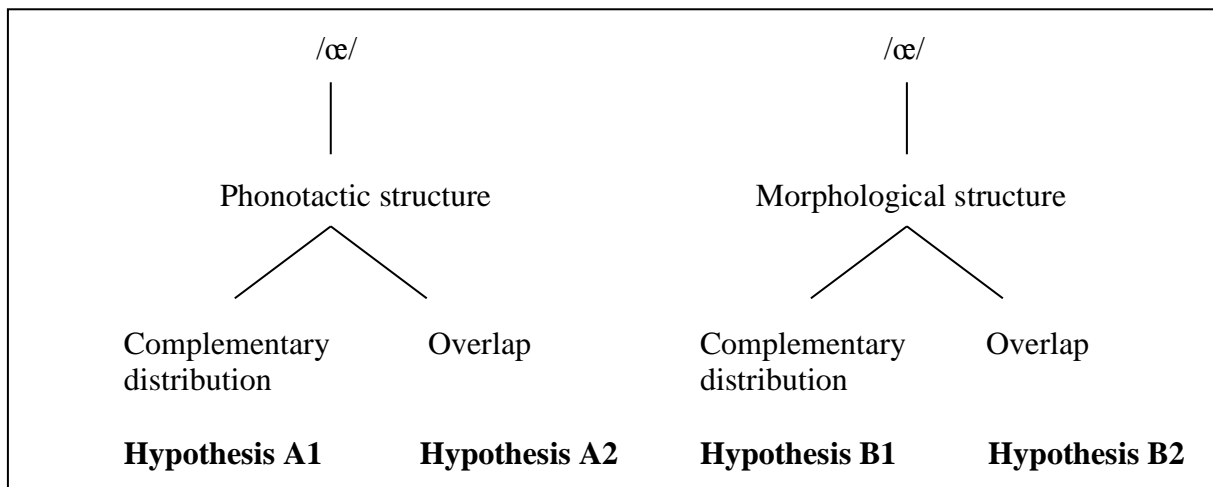 /œ/ /œ/
Phonotactic structure Morphological structure
Complementary Overlap Complementary Overlap
distribution distribution
Hypothesis A1 Hypothesis A2 Hypothesis B1 Hypothesis B2